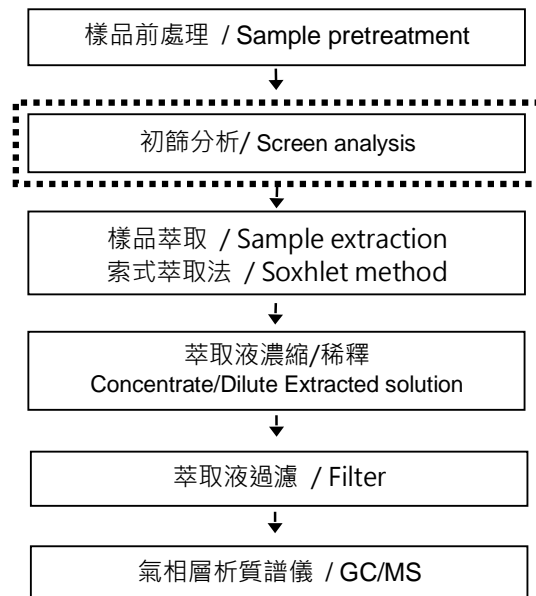 樣品前處理 / Sample pretreatment
初篩分析/ Screen analysis
樣品萃取 / Sample extraction
索式萃取法 / Soxhlet method
萃取液濃縮/稀釋
Concentrate/Dilute Extracted solution
萃取液過濾 / Filter
氣相層析質譜儀 / GC/MS